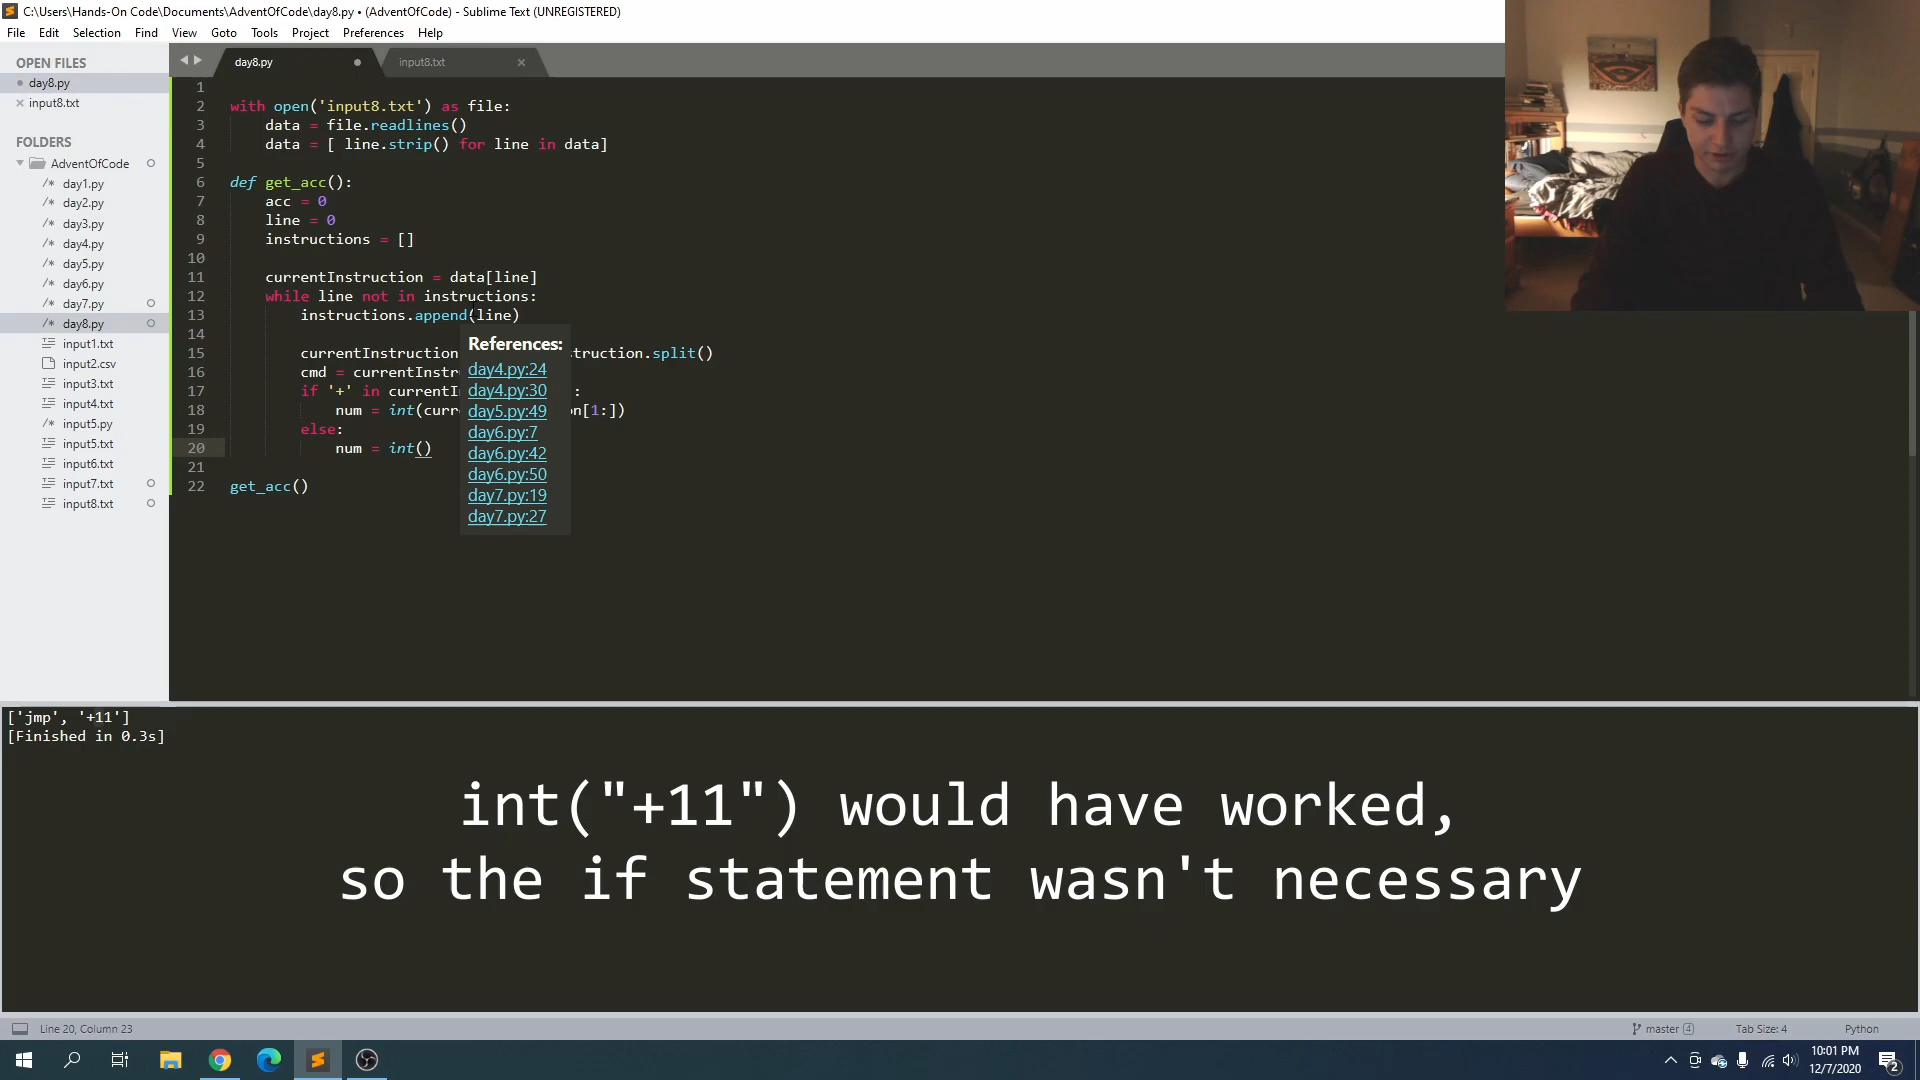 C:\Users\Hands-On Code\Documents\AdventOfCode\day8.py • (AdventOfCode) - Sublime Text (UNREGISTERED)
File Edit Selection Find View Goto Tools Project Preferences Help
OPEN FILES
day8.py
input8.txt
FOLDERS
AdventOfCode
/* day1.py
/* day2.py
/* day3.py
/* day4.py
/* day5.py
/* day6.py
/* day7.py
/* day8.py
input1.txt
input2.csv
input3.txt
input4.txt
/* input5.py
input5.txt
input6.txt
input7.txt
input8.txt
day8.py input8.txt
1
2 with open('input8.txt') as file:
3 data = file.readlines()
4 data = [ line.strip() for line in data]
5
6 def get_acc():
7 acc = 0
8 line = 0
9 instructions = []
10
11 currentInstruction = data[line]
12 while line not in instructions:
13 instructions.append(line)
14
15 currentInstruction truction.split()
16 cmd = currentInstr
17 if '+' in currentI :
18 num = int(curr n[1:])
19 else:
20 num = int()
21
22 get_acc()
References:
day4.py:24
day4.py:30
day5.py:49
day6.py:7
day6.py:42
day6.py:50
day7.py:19
day7.py:27
['jmp', '+11']
[Finished in 0.3s]
int("+11") would have worked,
so the if statement wasn't necessary
Line 20, Column 23 master 4 Tab Size: 4 Python
10:01 PM
12/7/2020
2